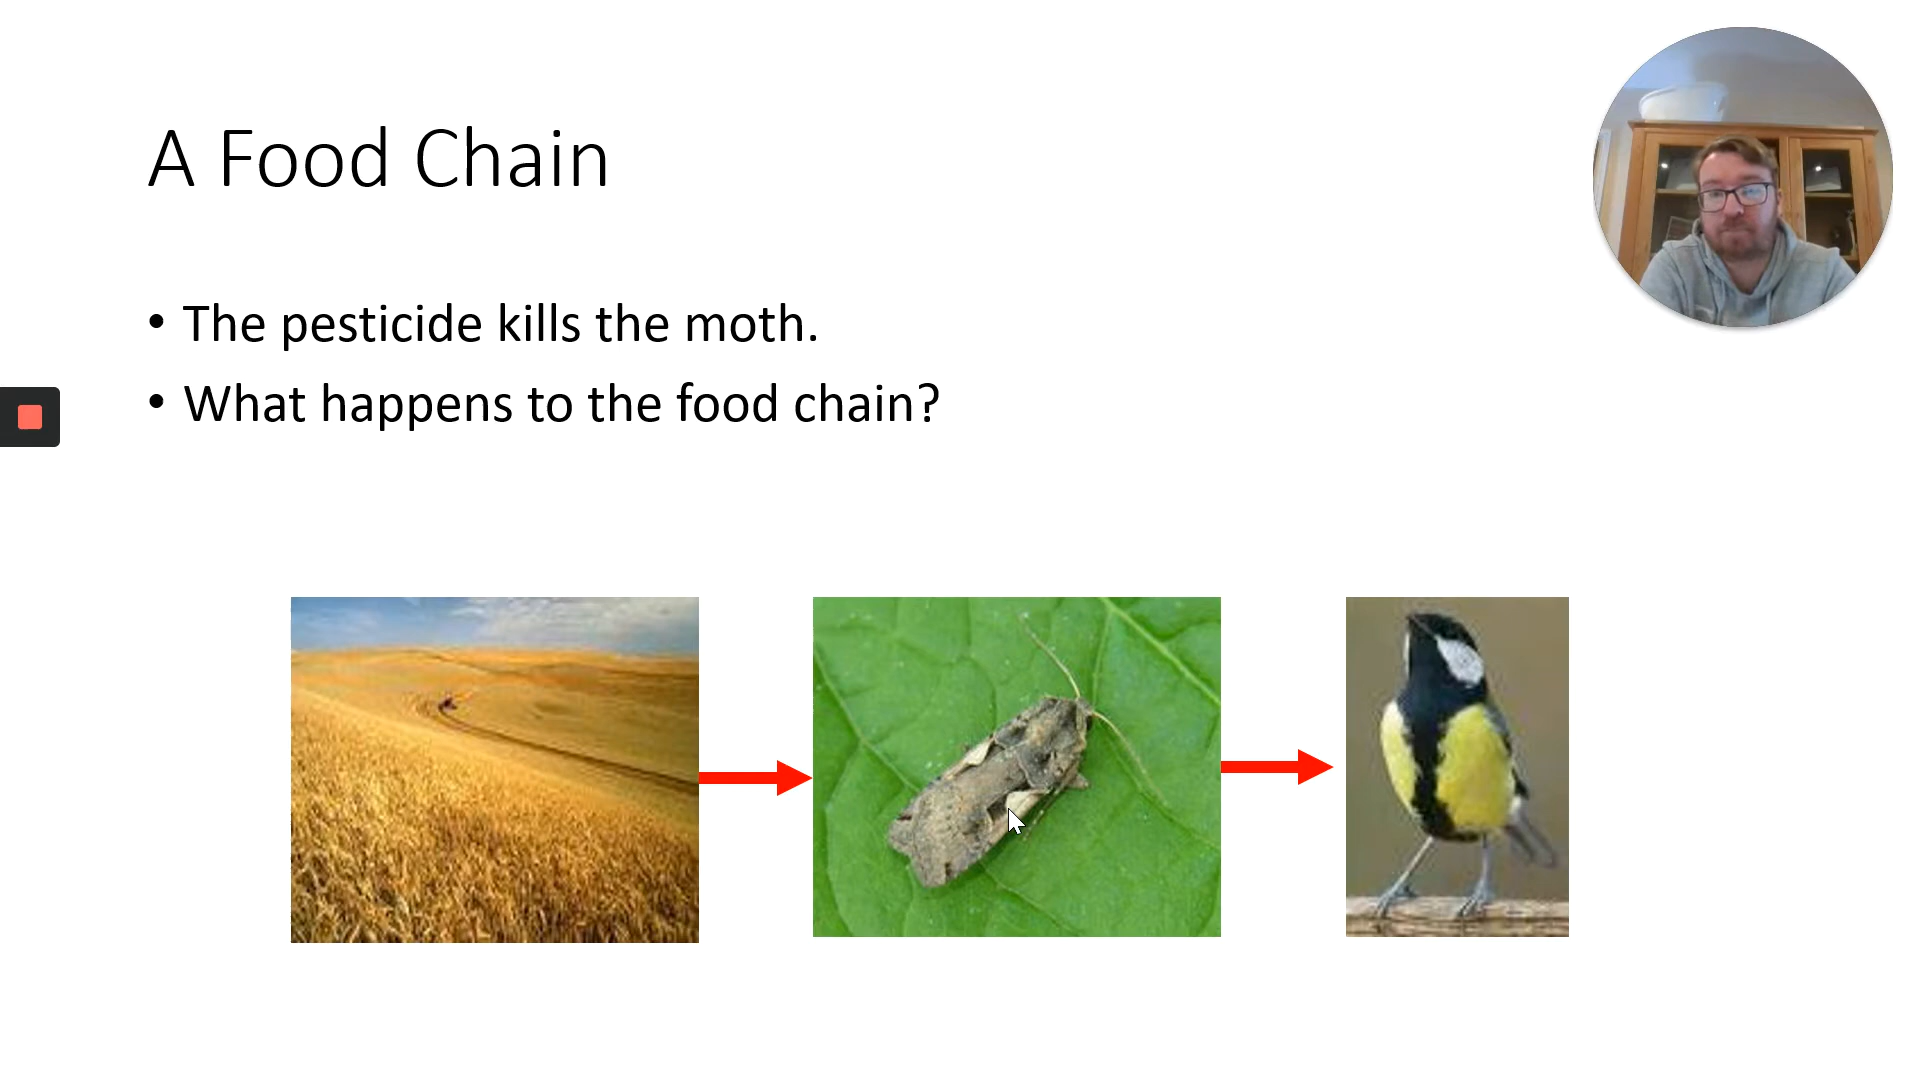 A Food Chain
• The pesticide kills the moth.
• What happens to the food chain?